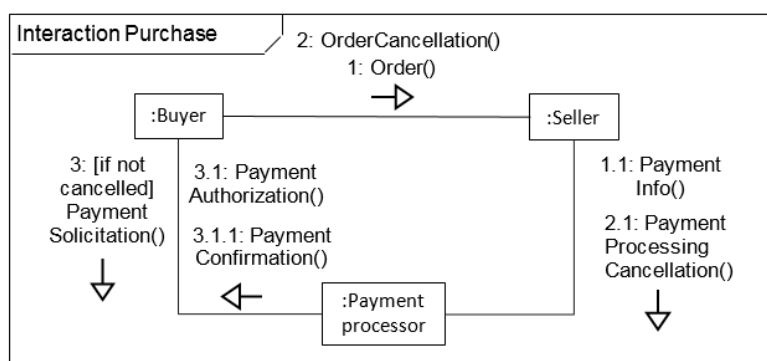 Interaction Purchase
2: OrderCancellation()
1: Order()
:Buyer
:Seller
3: [if not
cancelled]
Payment
Solicitation()
3.1: Payment
Authorization()
3.1.1: Payment
Confirmation()
1.1: Payment
Info()
2.1: Payment
Processing
Cancellation()
:Payment
processor